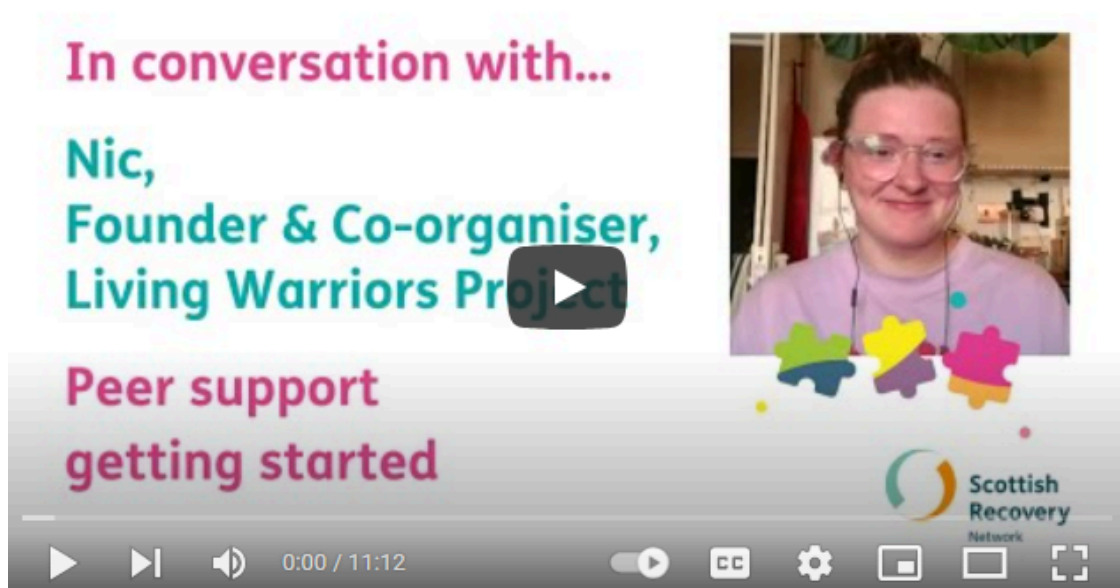 In conversation with...
Nic,
Founder & Co-organiser,
Living Warriors Project
Peer support
getting started
Scottish
Recovery
Network
0:00 / 11:12
CC